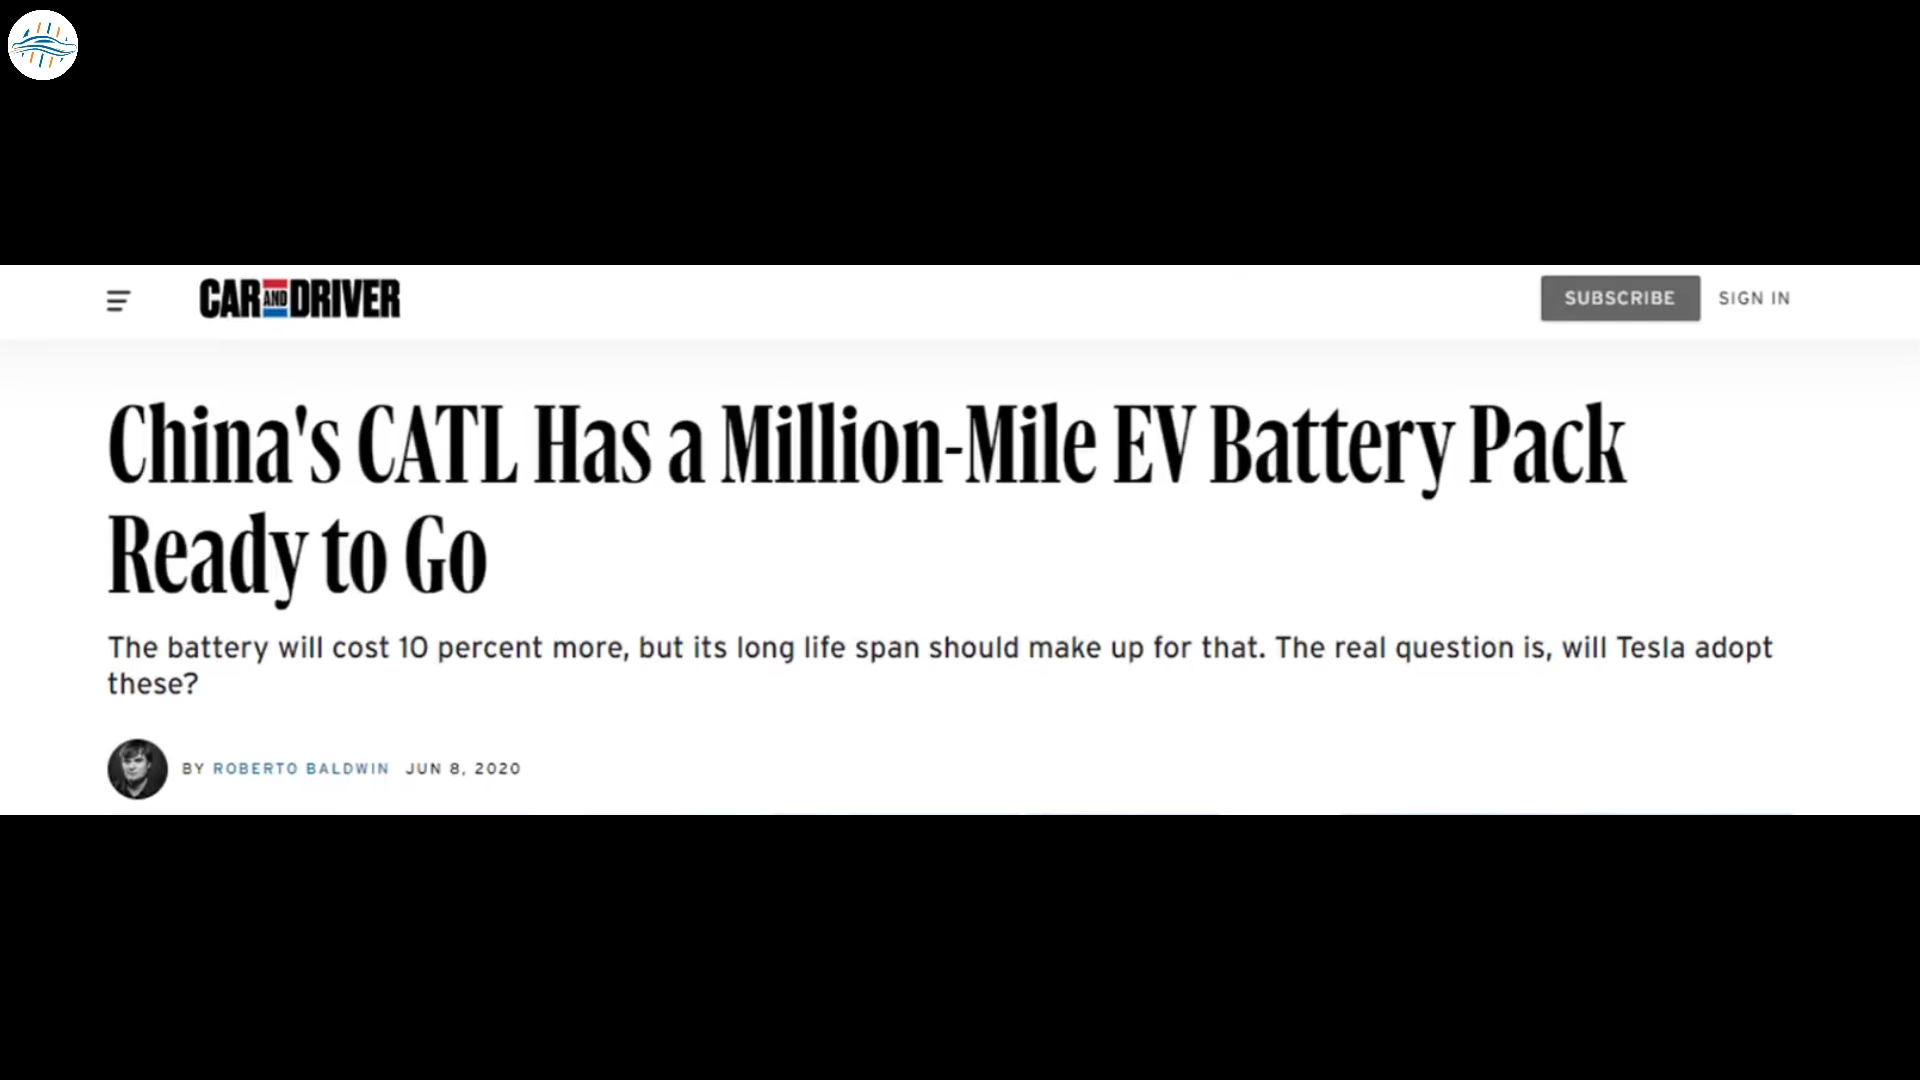 CAR AND DRIVER
SUBSCRIBE
SIGN IN
China's CATL Has a Million-Mile EV Battery Pack
Ready to Go
The battery will cost 10 percent more, but its long life span should make up for that. The real question is, will Tesla adopt
these?
BY ROBERTO BALDWIN JUN 8, 2020